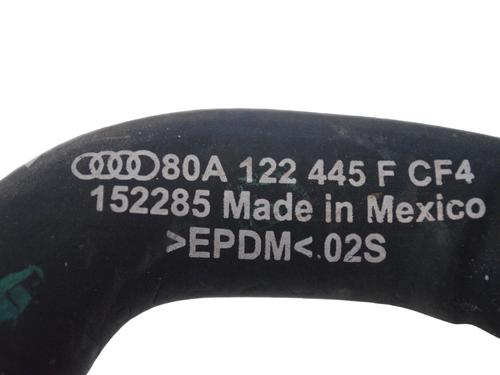 80A 122 445 F CF4
152285 Made in Mexico
>EPDM<.02S